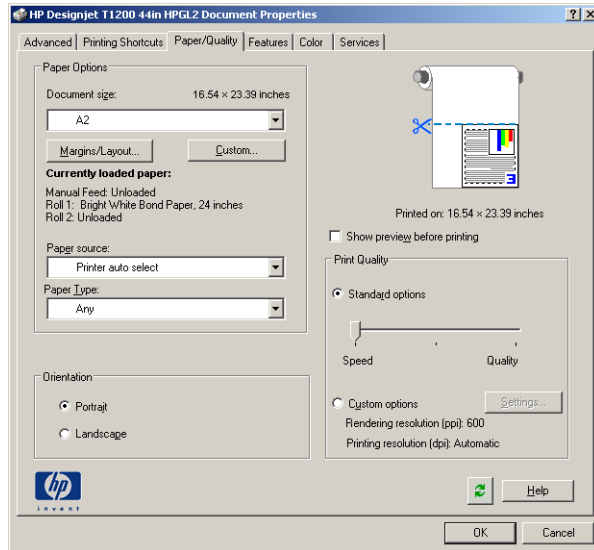 HP Designjet T1200 44in HPGL2 Document Properties
Advanced Printing Shortcuts Paper/Quality Features Color Services
Paper Options
Document size: 16.54 × 23.39 inches
A2
Margins/Layout... Custom...
Currently loaded paper:
Manual Feed: Unloaded
Roll 1: Bright White Bond Paper, 24 inches
Roll 2: Unloaded
Paper source:
Printer auto select
Paper Type:
Any
Orientation
Portrait
Landscape
hp
invent
3
Printed on: 16.54 × 23.39 inches
Show preview before printing
Print Quality
Standard options
Speed Quality
Custom options Settings...
Rendering resolution (ppi): 600
Printing resolution (dpi): Automatic
Help
OK Cancel